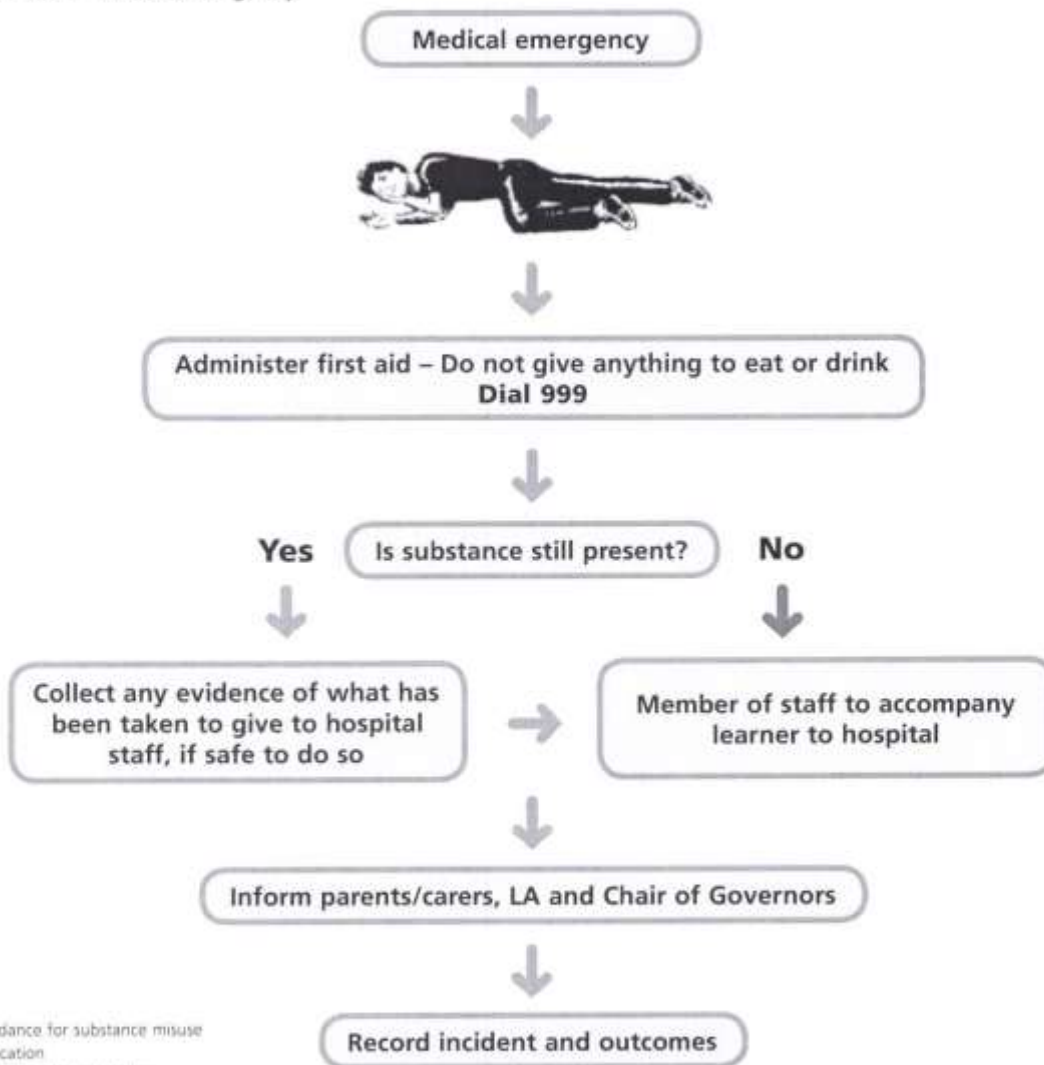 Medical emergency
Administer first aid – Do not give anything to eat or drink
Dial 999
Yes
Is substance still present?
No
Collect any evidence of what has
been taken to give to hospital
staff, if safe to do so
Member of staff to accompany
learner to hospital
Inform parents/carers, LA and Chair of Governors
for substance misuse
Record incident and outcomes